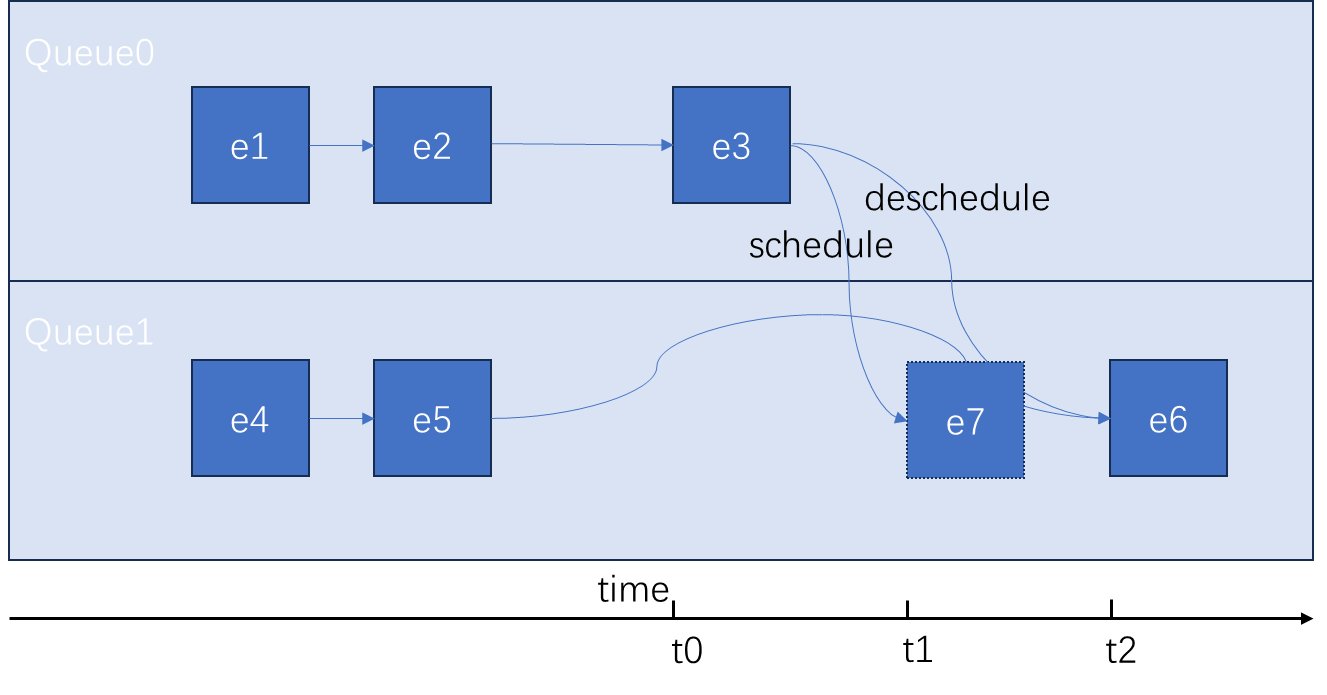 Queue0
e1
e2
e3
deschedule
schedule
Queue1
e4
e5
e7
e6
time
t0
t1
t2